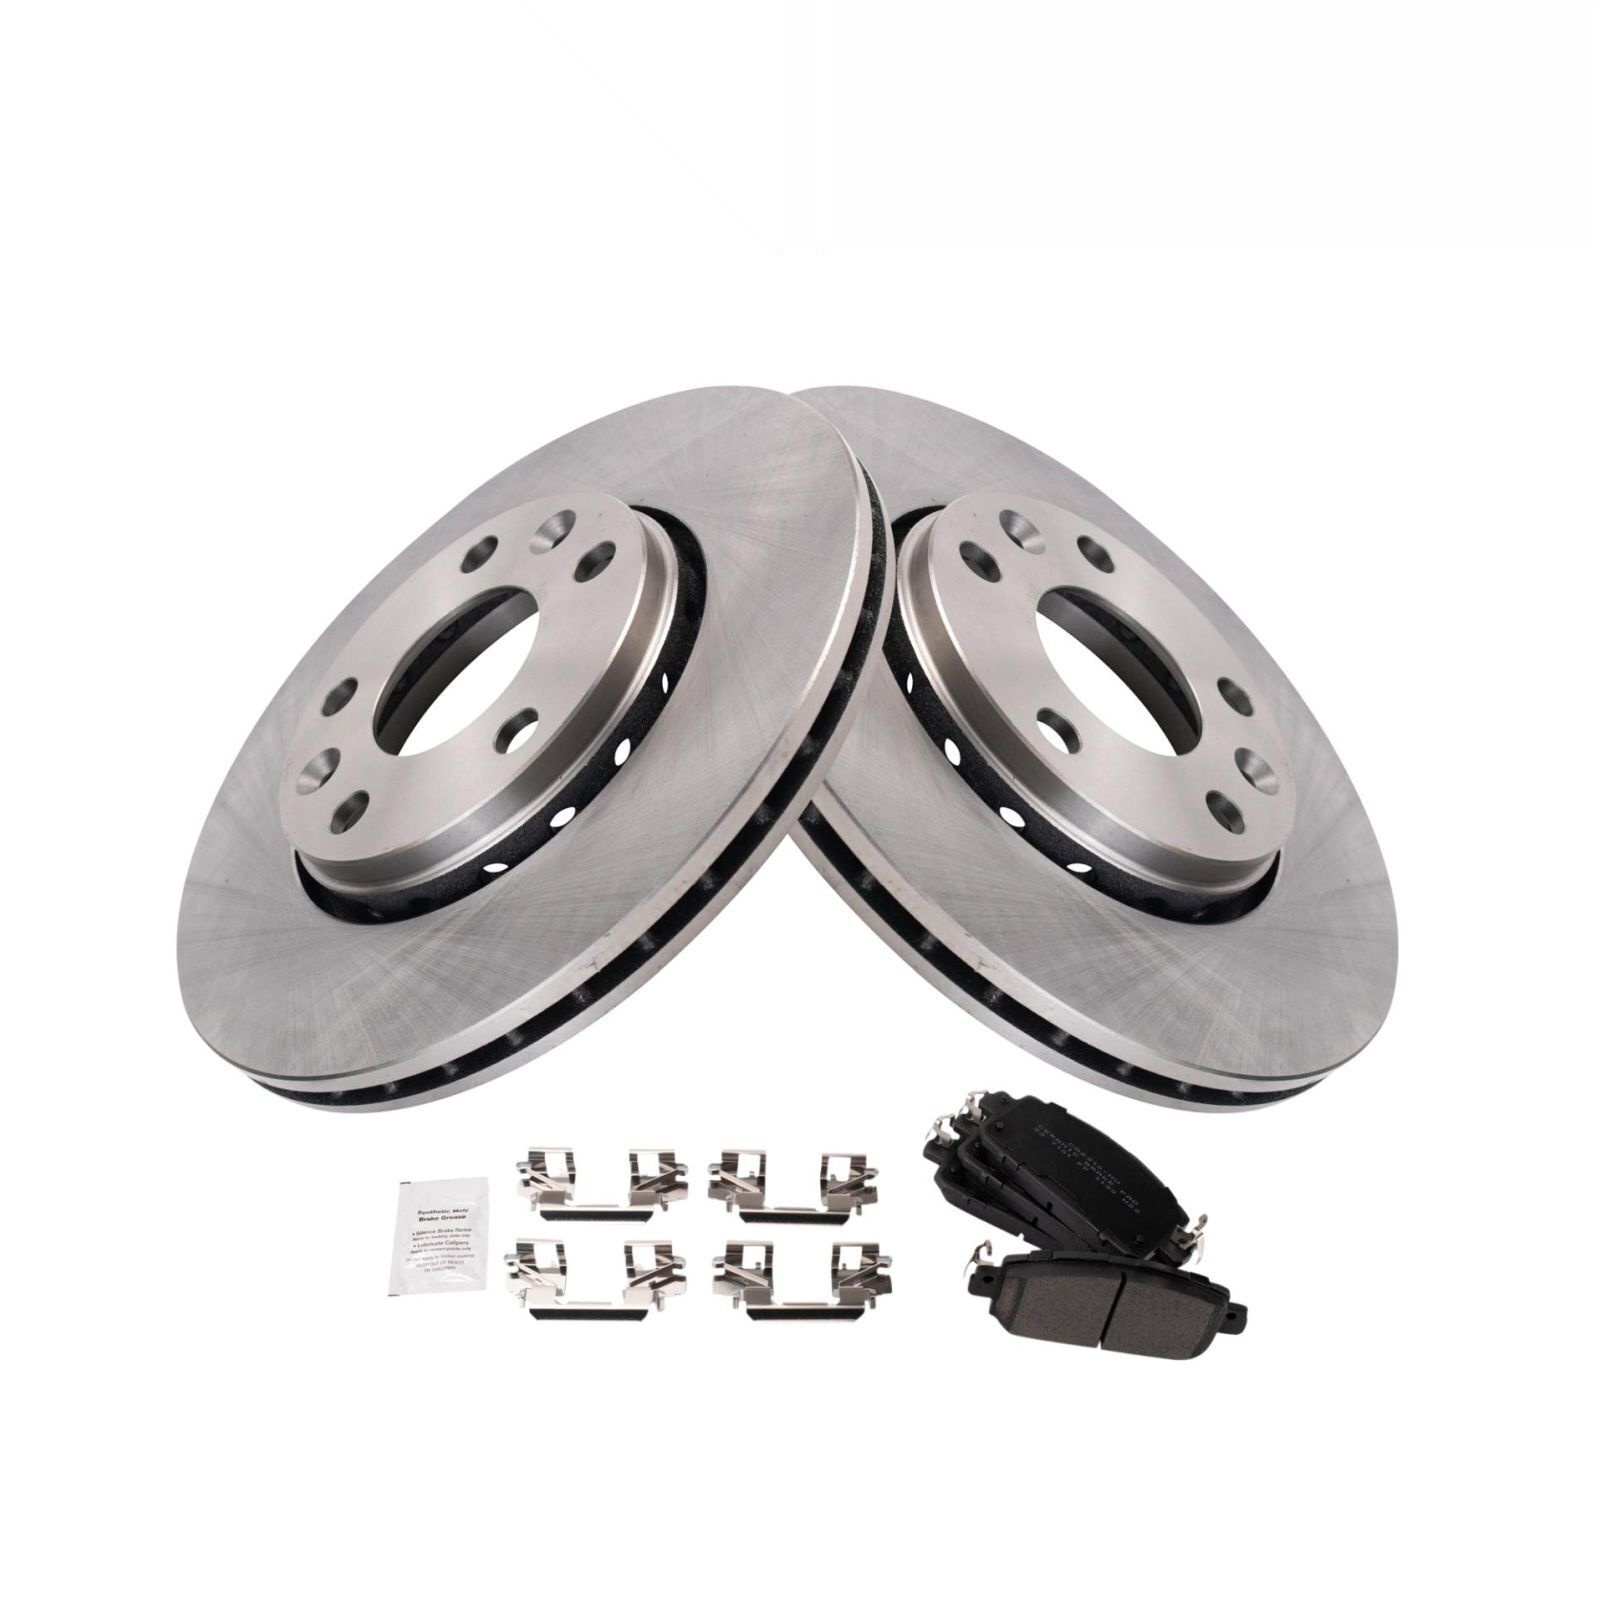 Synthetic Moly
Brake Grease
• Silence Brake Noise
Apply to backing plate only
• Lubricate Calipers
Apply to contact points only
Do not Apply to friction material
KEEP OUT OF REACH
OF CHILDREN
CERAMIC BRAKE PAD